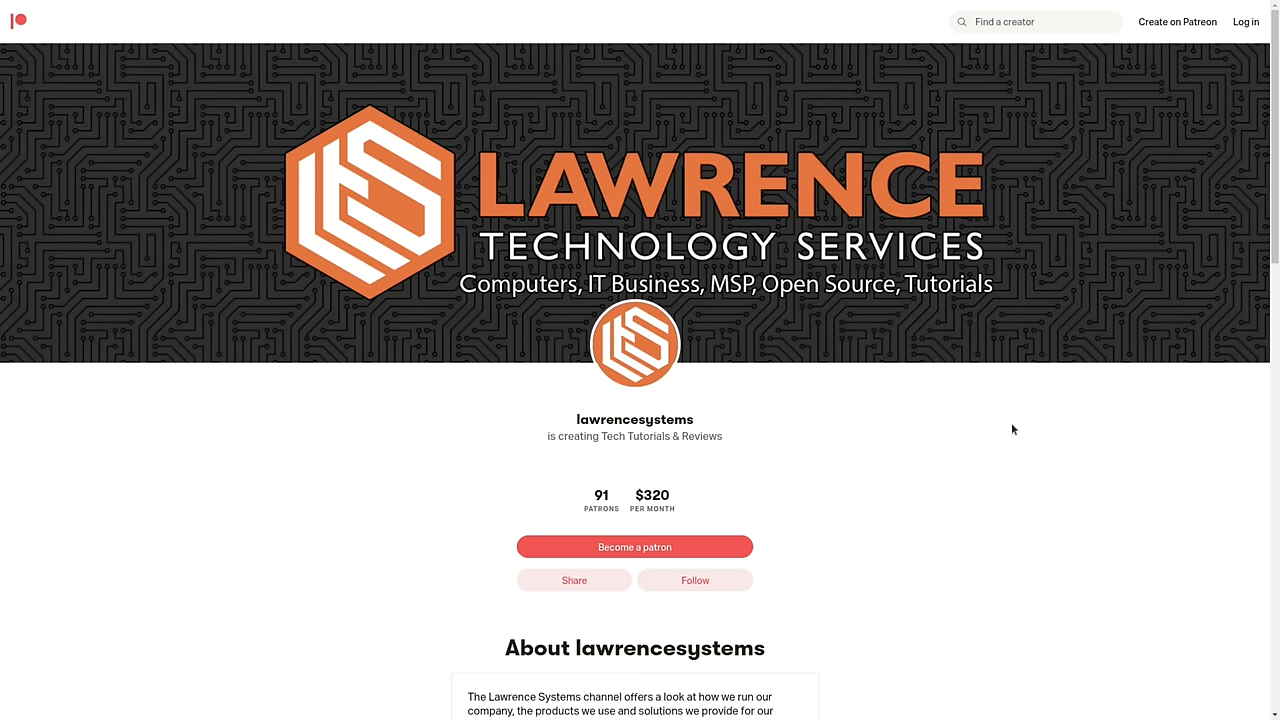 Find a creator
Create on Patreon
Log in
LAWRENCE
TECHNOLOGY SERVICES
Computers, IT Business, MSP, Open Source, Tutorials
lawrencesystems
is creating Tech Tutorials & Reviews
91
$320
PATRONS
PER MONTH
Become a patron
Share
Follow
About lawrencesystems
The Lawrence Systems channel offers a look at how we run our
company, the products we use and solutions we provide for our